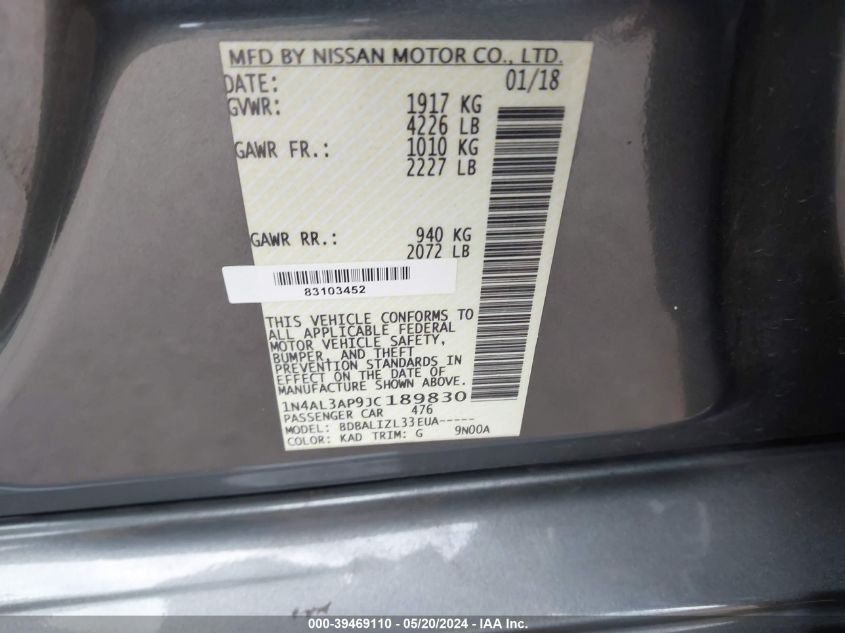 MFD BY NISSAN MOTOR CO., LTD.
DATE: 01/18
GVWR: 1917 KG
4226 LB
GAWR FR.: 1010 KG
2227 LB
GAWR RR.: 940 KG
2072 LB
83103452
THIS VEHICLE CONFORMS TO
ALL APPLICABLE FEDERAL
MOTOR VEHICLE SAFETY,
BUMPER, AND THEFT
PREVENTION STANDARDS IN
EFFECT ON THE DATE OF
MANUFACTURE SHOWN ABOVE.
1N4AL3AP9JC189830
PASSENGER CAR 476
MODEL: BDBALIZL33EUA-----
COLOR: KAD TRIM: G 9N00A
000-39469110 - 05/20/2024 - IAA Inc.